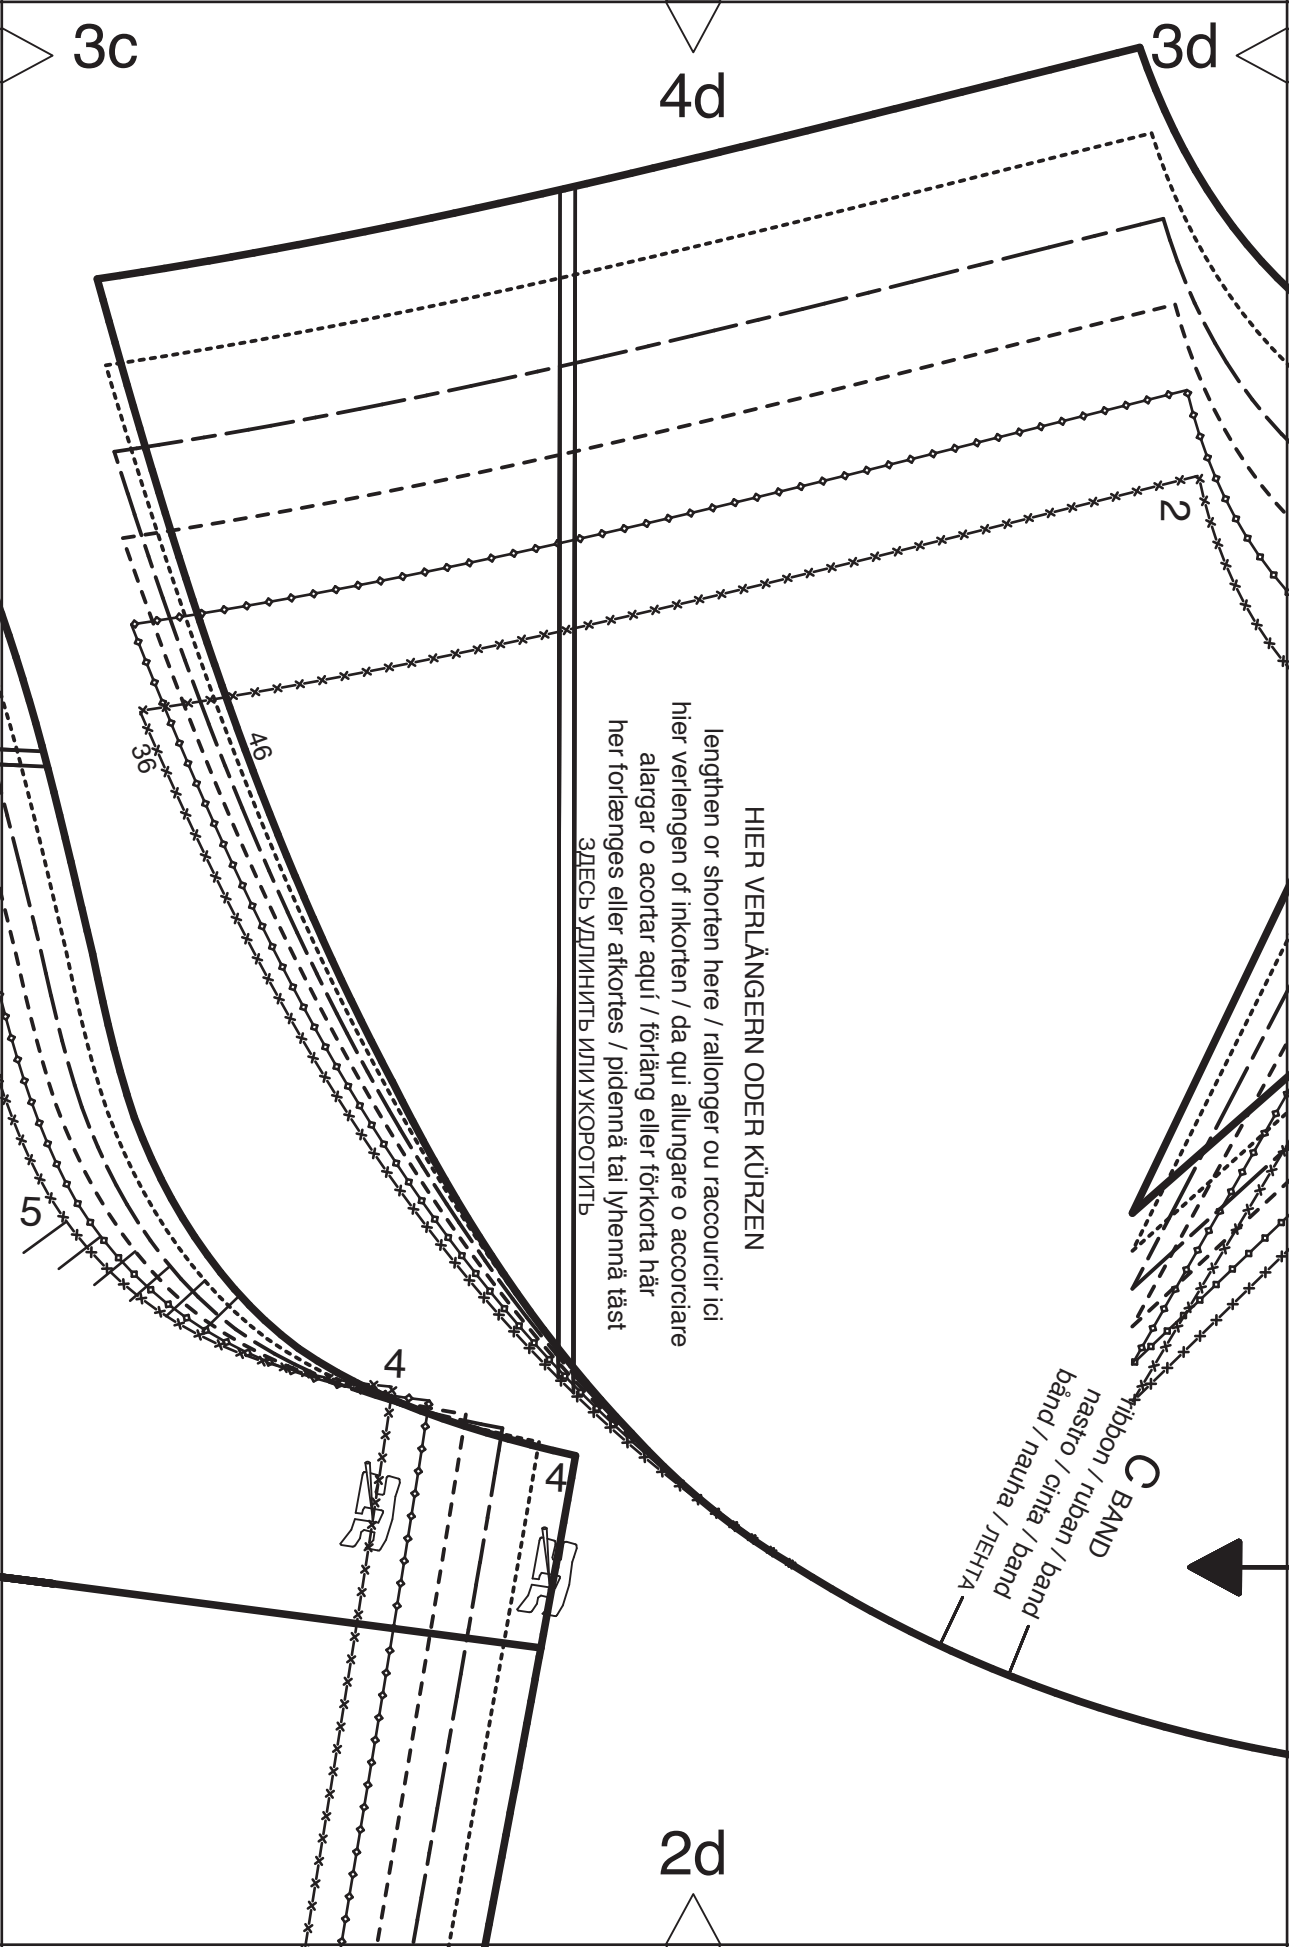 3c
4d
3d
2
46
36
HIER VERLÄNGERN ODER KÜRZEN
lengthen or shorten here / rallonger ou raccourcir ici
hier verlengen of inkorten / da qui allungare o accorciare
alargar o acortar aquí / förläng eller förkorta här
her forlænges eller afkortes / pidennä tai lyhennä täst
ЗДЕСЬ УДЛИНИТЬ ИЛИ УКОРОТИТЬ
5
4
4
C BAND
ribbon / ruban / band
nastro / cinta / band
bånd / nauha / ЛЕНТА
2d